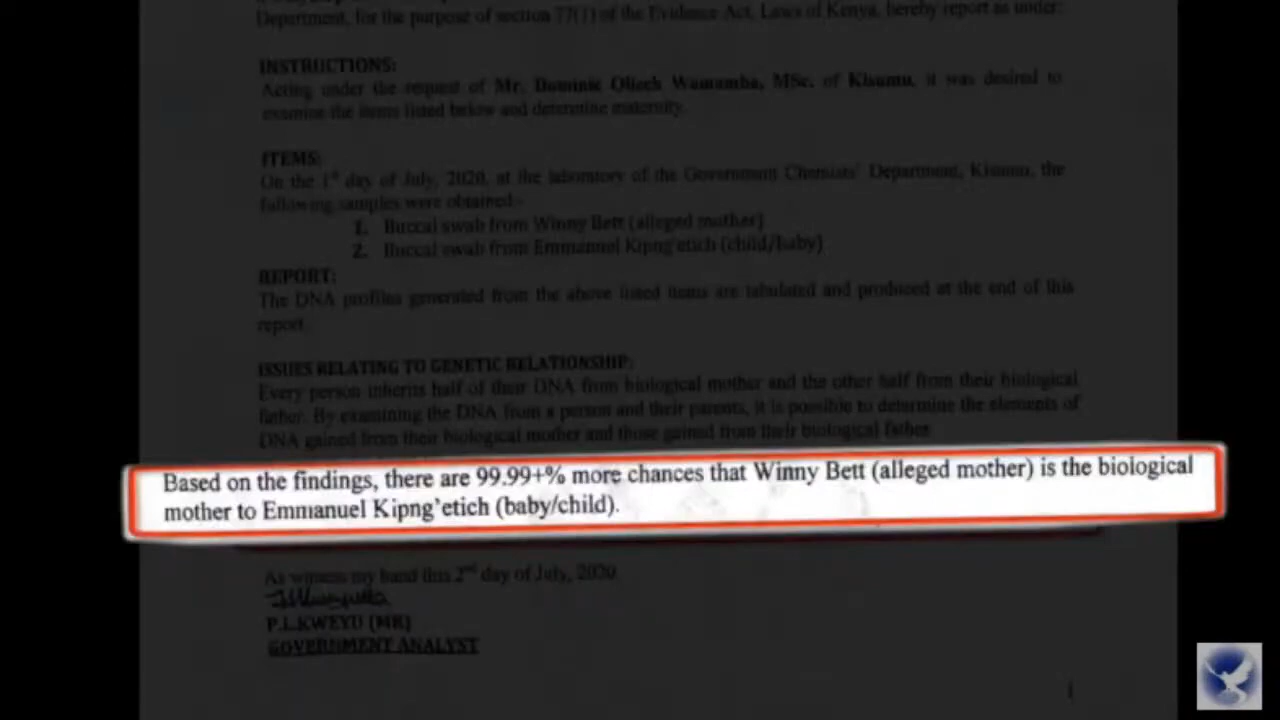 Department, for the purpose of section 77(1) of the Evidence Act, Laws of Kenya, hereby report as under:
INSTRUCTIONS:
Acting under the request of Mr. Dominic Oliech Wamamba, MSc. of Kisumu, it was desired to
examine the items listed below and determine maternity.
ITEMS:
On the 1st day of July, 2020, at the laboratory of the Government Chemists' Department, Kisumu, the
following samples were obtained:-
1. Buccal swab from Winny Bett (alleged mother)
2. Buccal swab from Emmanuel Kipng'etich (child/baby)
REPORT:
The DNA profiles generated from the above listed items are tabulated and produced at the end of this
report.
ISSUES RELATING TO GENETIC RELATIONSHIP:
Every person inherits half of their DNA from biological mother and the other half from their biological
father. By examining the DNA from a person and their parents, it is possible to determine the elements of
DNA gained from their biological mother and those gained from their biological father.
Based on the findings, there are 99.99+% more chances that Winny Bett (alleged mother) is the biological
mother to Emmanuel Kipng'etich (baby/child).
As witness my hand this 2nd day of July, 2020
P.L.KWEYU (MR)
GOVERNMENT ANALYST
1